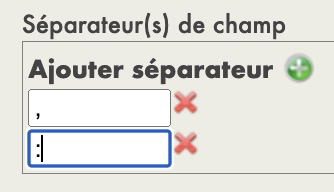 Séparateur(s) de champ
Ajouter séparateur
,
: